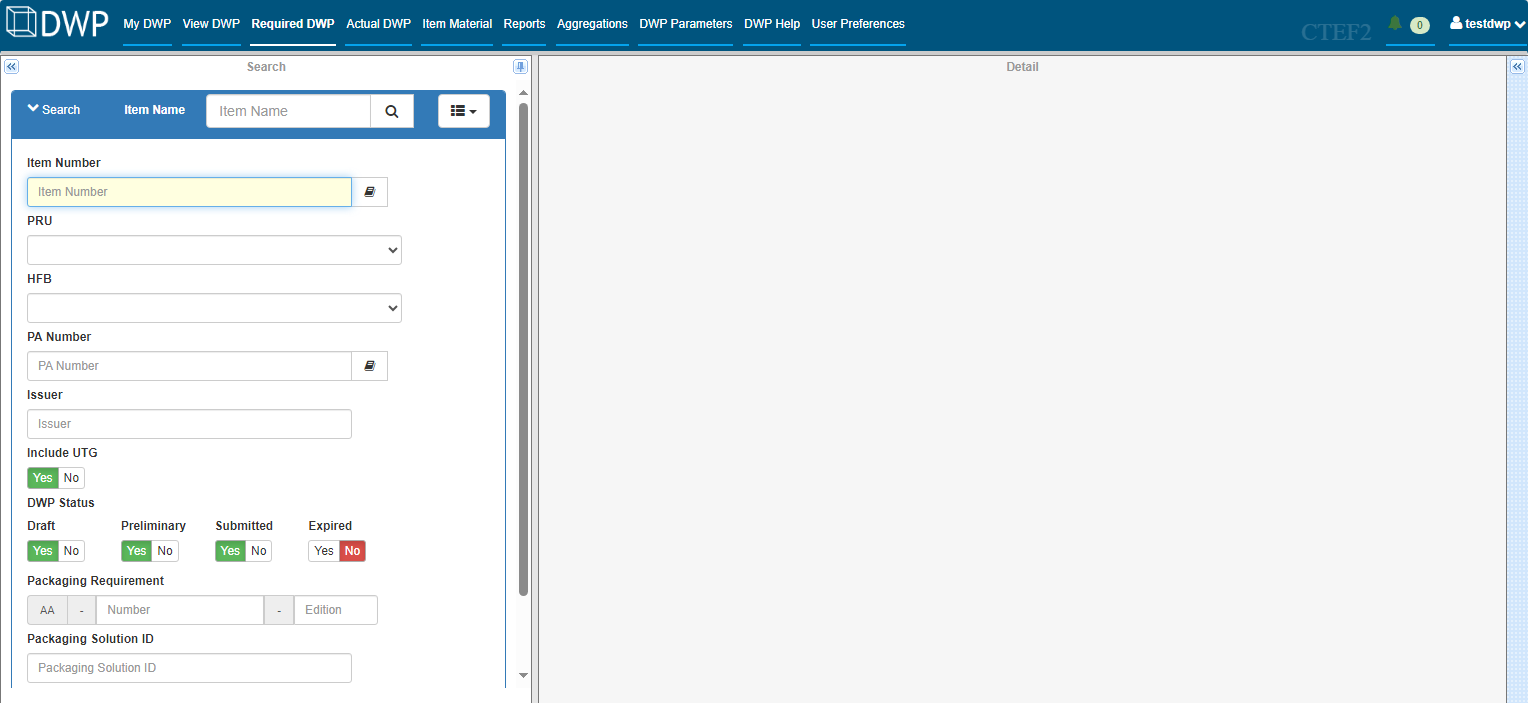 DWP
My DWP View DWP Required DWP Actual DWP Item Material Reports Aggregations DWP Parameters DWP Help User Preferences
CTEF2
0
testdwp
Search
Detail
Search Item Name Item Name
Item Number
Item Number
PRU
HFB
PA Number
PA Number
Issuer
Issuer
Include UTG
Yes No
DWP Status
Draft Preliminary Submitted Expired
Yes No Yes No Yes No Yes No
Packaging Requirement
AA - Number - Edition
Packaging Solution ID
Packaging Solution ID